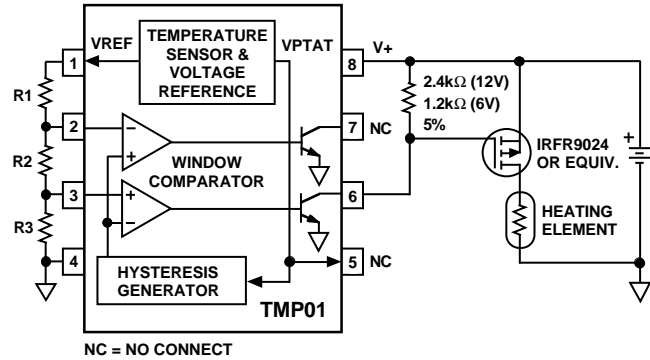 TEMPERATURE
SENSOR &
VOLTAGE
REFERENCE
VREF
VPTAT
1
8
V+
R1
2.4kΩ (12V)
1.2kΩ (6V)
5%
2
7
NC
R2
WINDOW
COMPARATOR
IRFR9024
OR EQUIV.
3
6
R3
HEATING
ELEMENT
4
5
NC
HYSTERESIS
GENERATOR
TMP01
NC = NO CONNECT